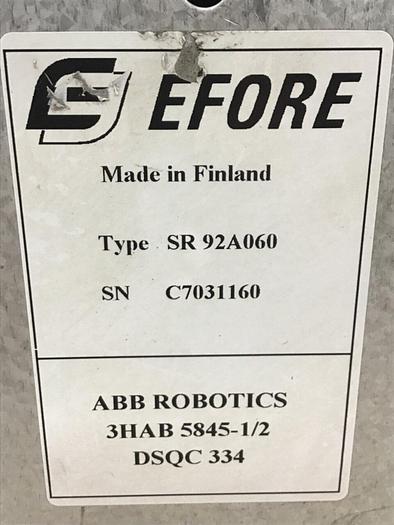 EFORE
Made in Finland
Type SR 92A060
SN C7031160
ABB ROBOTICS
3HAB 5845-1/2
DSQC 334